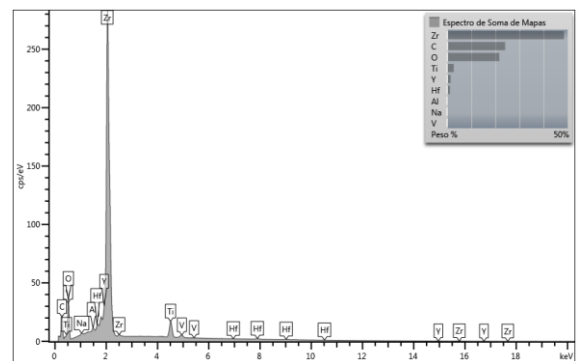 Zr
Espectro de Soma de Mapas
Zr
C
O
Ti
Y
Hf
Al
Na
V
Peso %
50%
cps/eV
250
200
150
100
50
0
O
Y
Hf
C
Al
Ti
Na
Zr
Ti
V
V
Hf
Hf
Hf
Hf
Y
Zr
Y
Zr
0
2
4
6
8
10
12
14
16
18
keV